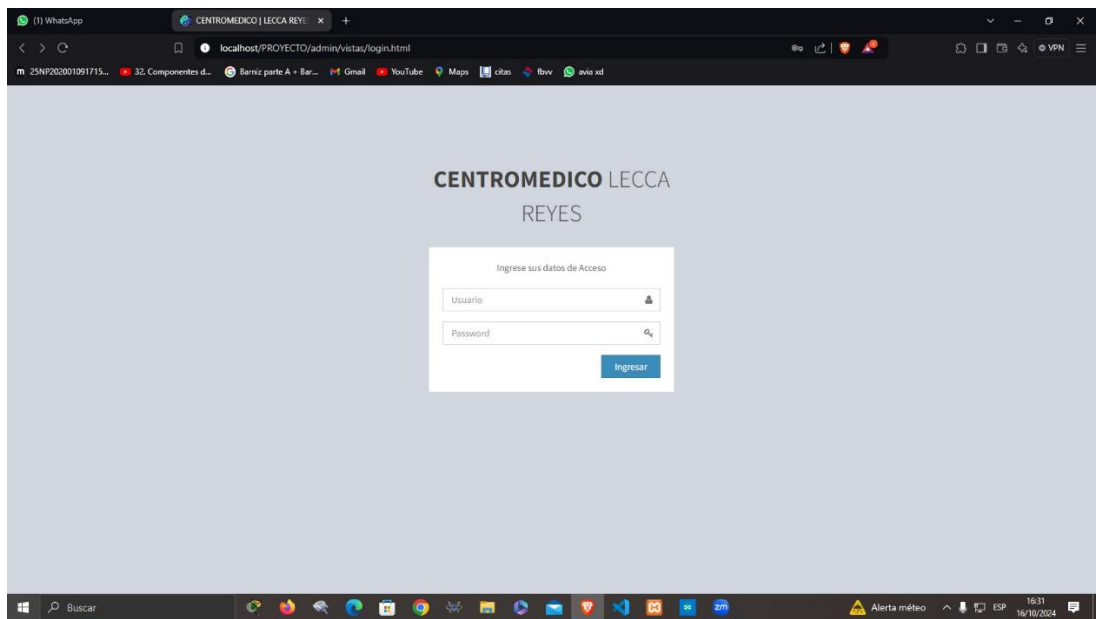 (1) WhatsApp
CENTROMEDICO | LECCA REYE
localhost/PROYECTO/admin/vistas/login.html
VPN
25NP202001091715...
32. Componentes d...
Barniz parte A + Bar...
Gmail
YouTube
Maps
citas
fbvv
avia xd
CENTROMEDICO LECCA
REYES
Ingrese sus datos de Acceso
Usuario
Password
Ingresar
Buscar
zm
Alerta méteo
ESP
16:31
16/10/2024